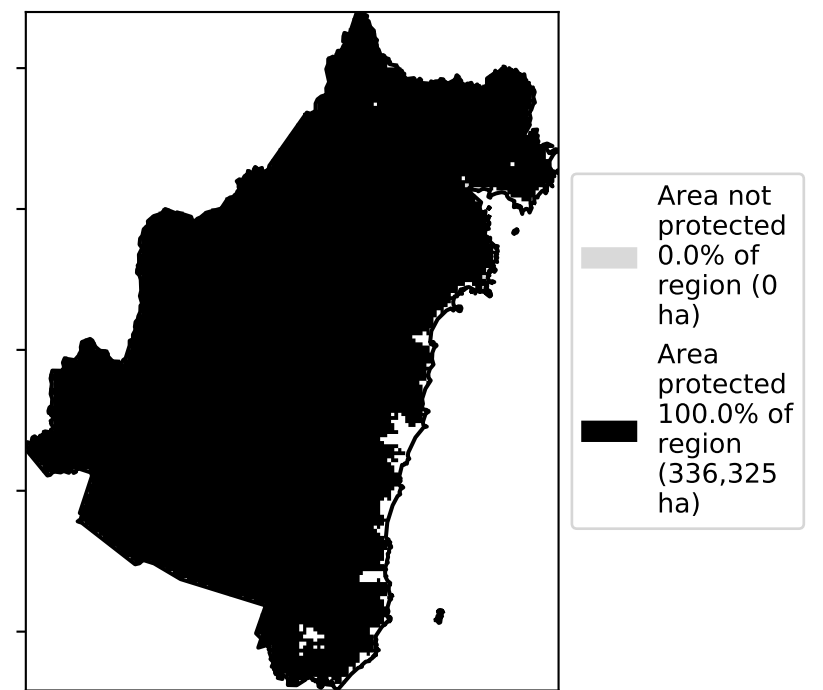 Area not
protected
0.0% of
region (0
ha)
Area
protected
100.0% of
region
(336,325
ha)